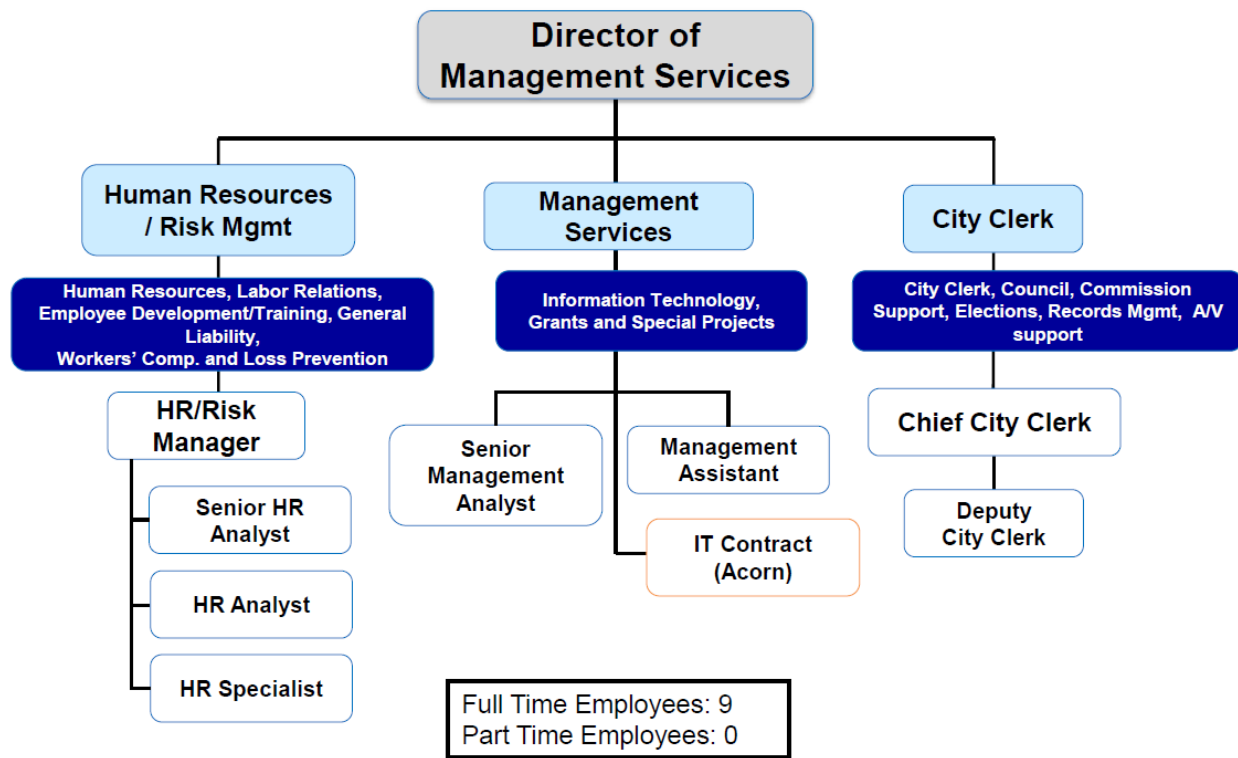 Director of
Management Services
Human Resources
/ Risk Mgmt
Management
Services
City Clerk
Human Resources, Labor Relations,
Employee Development/Training, General
Liability,
Workers’ Comp. and Loss Prevention
Information Technology,
Grants and Special Projects
City Clerk, Council, Commission
Support, Elections, Records Mgmt, A/V
support
HR/Risk
Manager
Senior HR
Analyst
HR Analyst
HR Specialist
Senior
Management
Analyst
Management
Assistant
IT Contract
(Acorn)
Chief City Clerk
Deputy
City Clerk
Full Time Employees: 9
Part Time Employees: 0